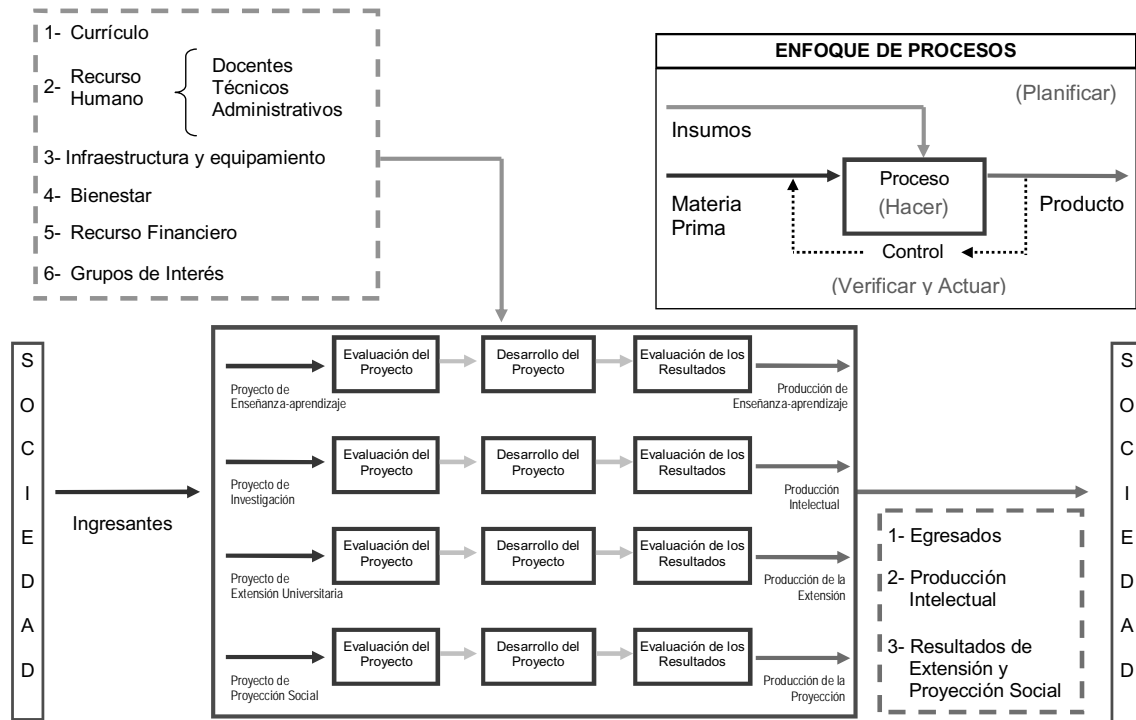 1- Currículo
2- Recurso
Humano
Docentes
Técnicos
Administrativos
3- Infraestructura y equipamiento
4- Bienestar
5- Recurso Financiero
6- Grupos de Interés
ENFOQUE DE PROCESOS
(Planificar)
Insumos
Materia
Prima
Proceso
(Hacer)
Producto
Control
(Verificar y Actuar)
SOCIEDAD
Ingresantes
Proyecto de
Enseñanza-aprendizaje
Evaluación del
Proyecto
Desarrollo del
Proyecto
Evaluación de los
Resultados
Producción de
Enseñanza-aprendizaje
Proyecto de
Investigación
Evaluación del
Proyecto
Desarrollo del
Proyecto
Evaluación de los
Resultados
Producción
Intelectual
Proyecto de
Extensión Universitaria
Evaluación del
Proyecto
Desarrollo del
Proyecto
Evaluación de los
Resultados
Producción de la
Extensión
Proyecto de
Proyección Social
Evaluación del
Proyecto
Desarrollo del
Proyecto
Evaluación de los
Resultados
Producción de la
Proyección
1- Egresados
2- Producción
Intelectual
3- Resultados de
Extensión y
Proyección Social
SOCIEDAD